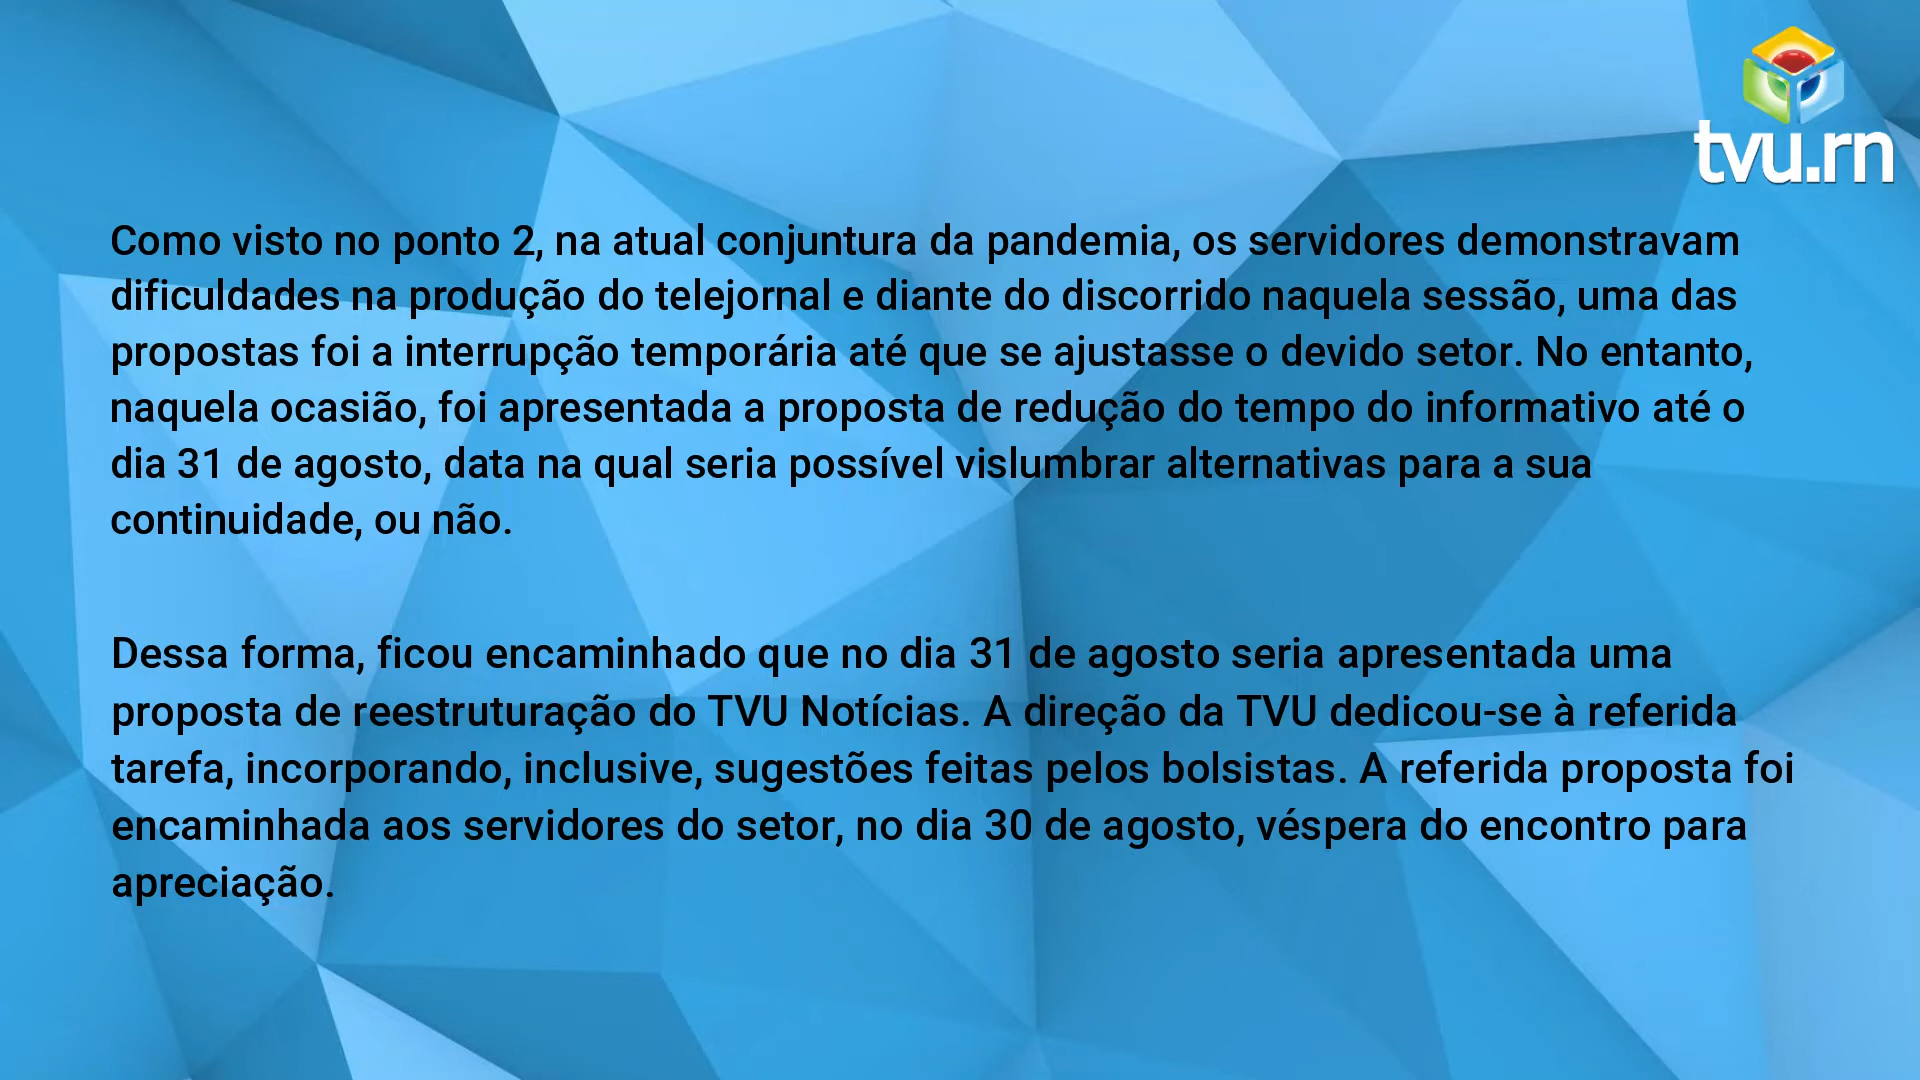 tvu.rn
Como visto no ponto 2, na atual conjuntura da pandemia, os servidores demonstravam
dificuldades na produção do telejornal e diante do discorrido naquela sessão, uma das
propostas foi a interrupção temporária até que se ajustasse o devido setor. No entanto,
naquela ocasião, foi apresentada a proposta de redução do tempo do informativo até o
dia 31 de agosto, data na qual seria possível vislumbrar alternativas para a sua
continuidade, ou não.
Dessa forma, ficou encaminhado que no dia 31 de agosto seria apresentada uma
proposta de reestruturação do TVU Notícias. A direção da TVU dedicou-se à referida
tarefa, incorporando, inclusive, sugestões feitas pelos bolsistas. A referida proposta foi
encaminhada aos servidores do setor, no dia 30 de agosto, véspera do encontro para
apreciação.